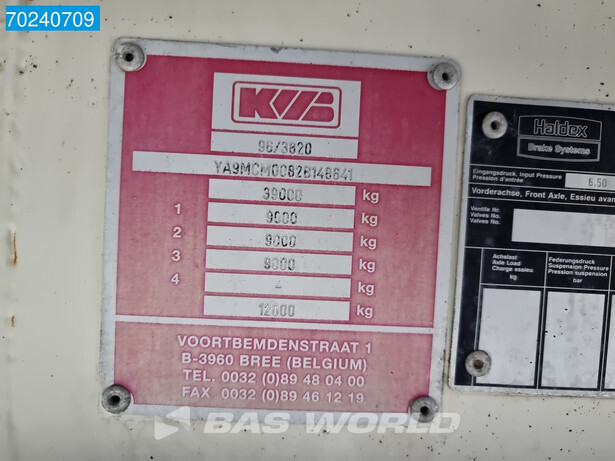 70240709
KVB
96/3820
YA9MCM0082B148641
39000 kg
1 9000 kg
2 9000 kg
3 9000 kg
4 - kg
12000 kg
VOORTBEMDENSTRAAT 1
B-3960 BREE (BELGIUM)
TEL. 0032 (0)89 48 04 00
FAX 0032 (0)89 46 12 19
Haldex
Brake Systems
Eingangsdruck, Input Pressure
Pression d'entrée
6.50
Vorderachse, Front Axle, Essieu avan
Ventile Nr.
Valves No.
Valves No.
Achslast
Axle Load
Charge essieu
kg
Federungsdruck
Suspension Pressure
Pression suspension
bar
BAS WORLD